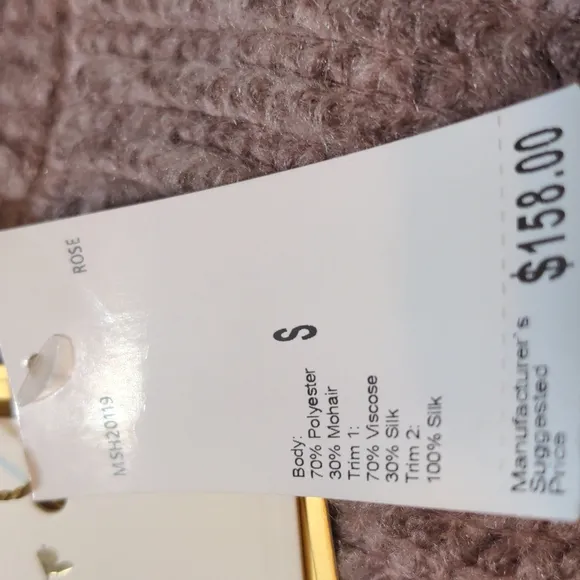 MSH20119
ROSE
S
Body:
70% Polyester
30% Mohair
Trim 1:
70% Viscose
30% Silk
Trim 2:
100% Silk
Manufacturer's
Suggested
Price
$158.00